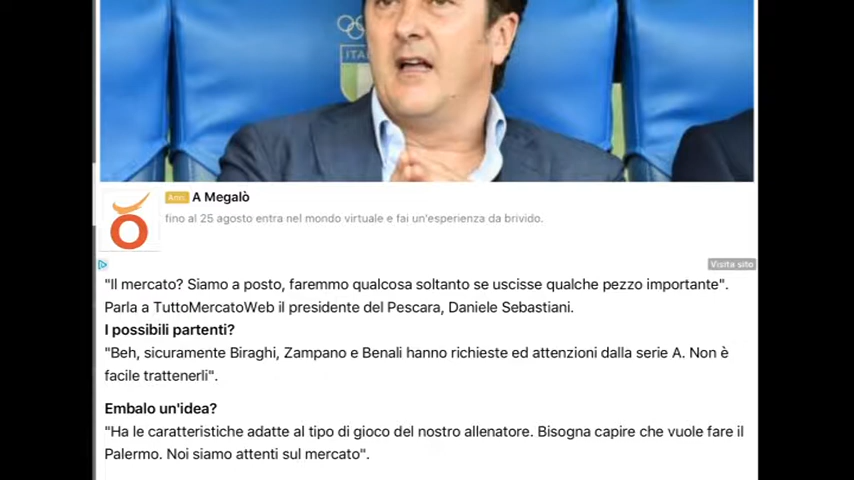 ITA
Ann. A Megalò
fino al 25 agosto entra nel mondo virtuale e fai un'esperienza da brivido.
Visita sito
"Il mercato? Siamo a posto, faremmo qualcosa soltanto se uscisse qualche pezzo importante".
Parla a TuttoMercatoWeb il presidente del Pescara, Daniele Sebastiani.
I possibili partenti?
"Beh, sicuramente Biraghi, Zampano e Benali hanno richieste ed attenzioni dalla serie A. Non è
facile trattenerli".
Embalo un'idea?
"Ha le caratteristiche adatte al tipo di gioco del nostro allenatore. Bisogna capire che vuole fare il
Palermo. Noi siamo attenti sul mercato".